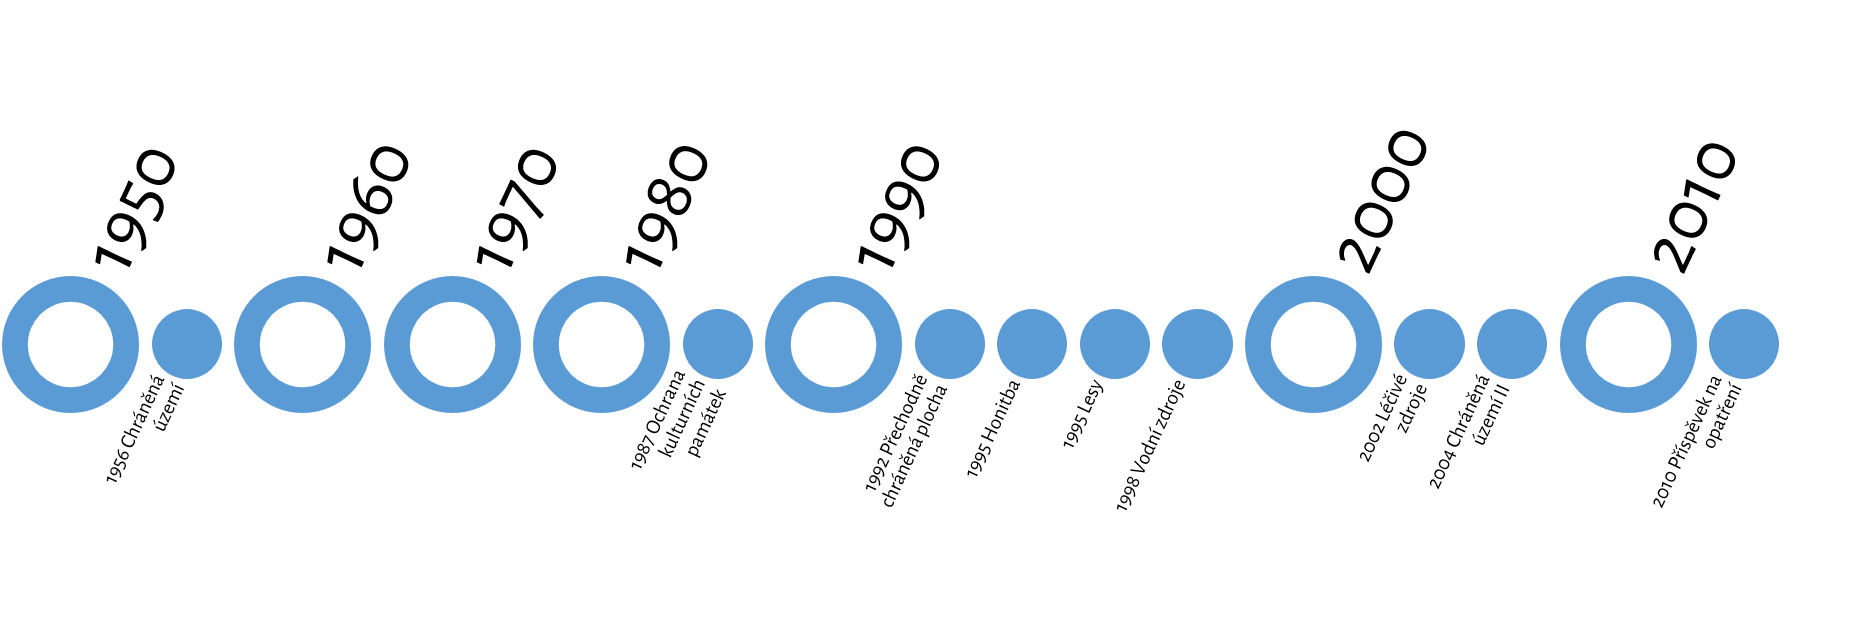 1950
1956 Chráněná
území
1960
1970
1980
1987 Ochrana
kulturních
památek
1990
1992 Přechodně
chráněná plocha
1995 Honitba
1995 Lesy
1998 Vodní zdroje
2000
2002 Léčivé
zdroje
2004 Chráněná
území II
2010
2010 Příspěvek na
opatření